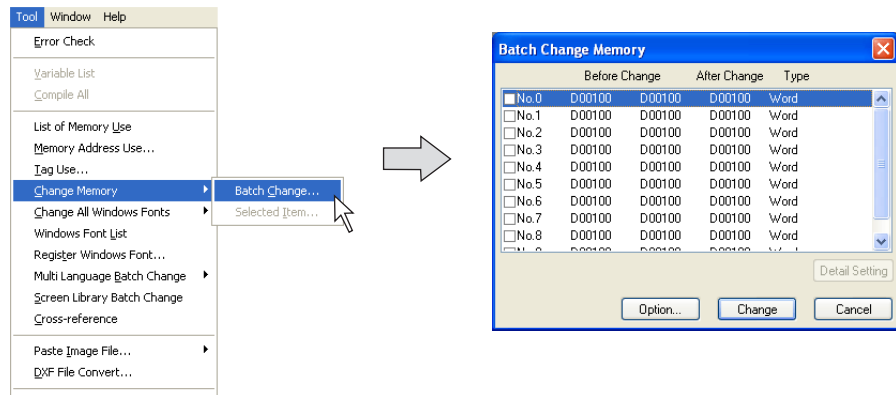 Tool Window Help
Error Check
Variable List
Compile All
List of Memory Use
Memory Address Use...
Tag Use...
Change Memory
Change All Windows Fonts
Windows Font List
Register Windows Font...
Multi Language Batch Change
Screen Library Batch Change
Cross-reference
Paste Image File...
DXF File Convert...
Batch Change...
Selected Item...
Batch Change Memory
Before Change After Change Type
No.0 D00100 D00100 D00100 Word
No.1 D00100 D00100 D00100 Word
No.2 D00100 D00100 D00100 Word
No.3 D00100 D00100 D00100 Word
No.4 D00100 D00100 D00100 Word
No.5 D00100 D00100 D00100 Word
No.6 D00100 D00100 D00100 Word
No.7 D00100 D00100 D00100 Word
No.8 D00100 D00100 D00100 Word
Detail Setting
Option... Change Cancel